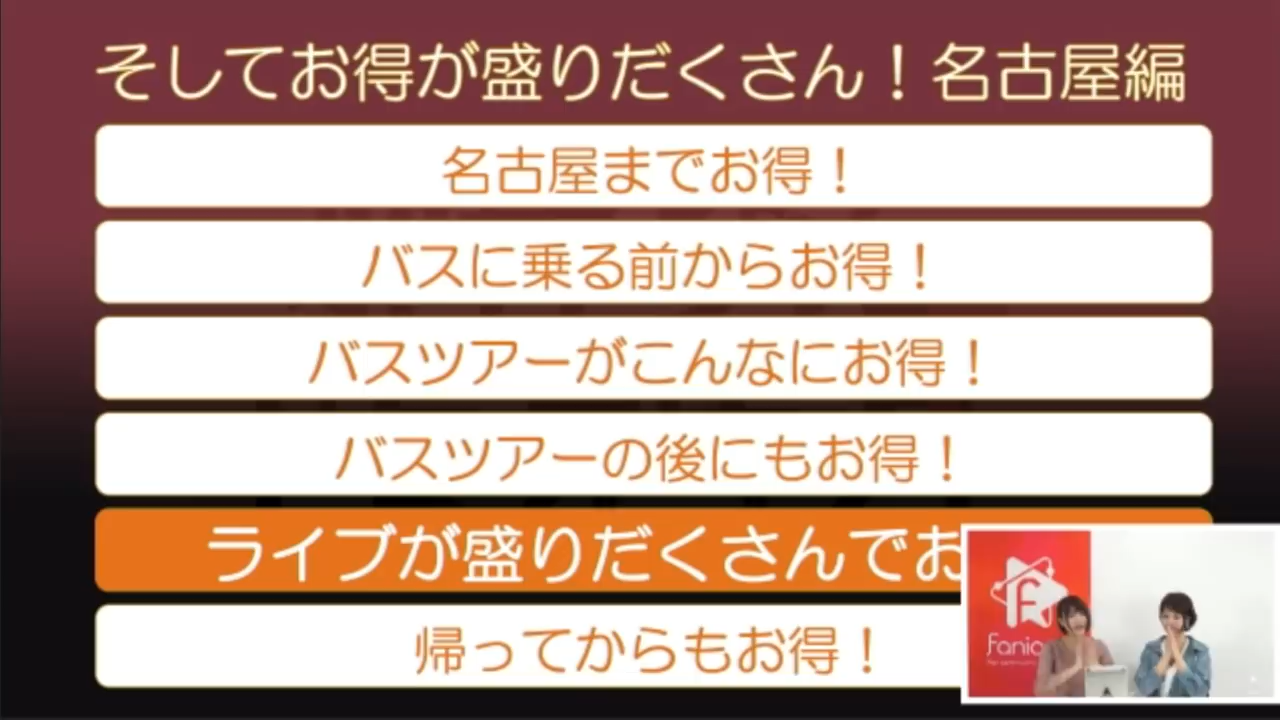 そしてお得が盛りだくさん！名古屋編
名古屋までお得！
バスに乗る前からお得！
バスツアーがこんなにお得！
バスツアーの後にもお得！
ライブが盛りだくさんでお
帰ってからもお得！